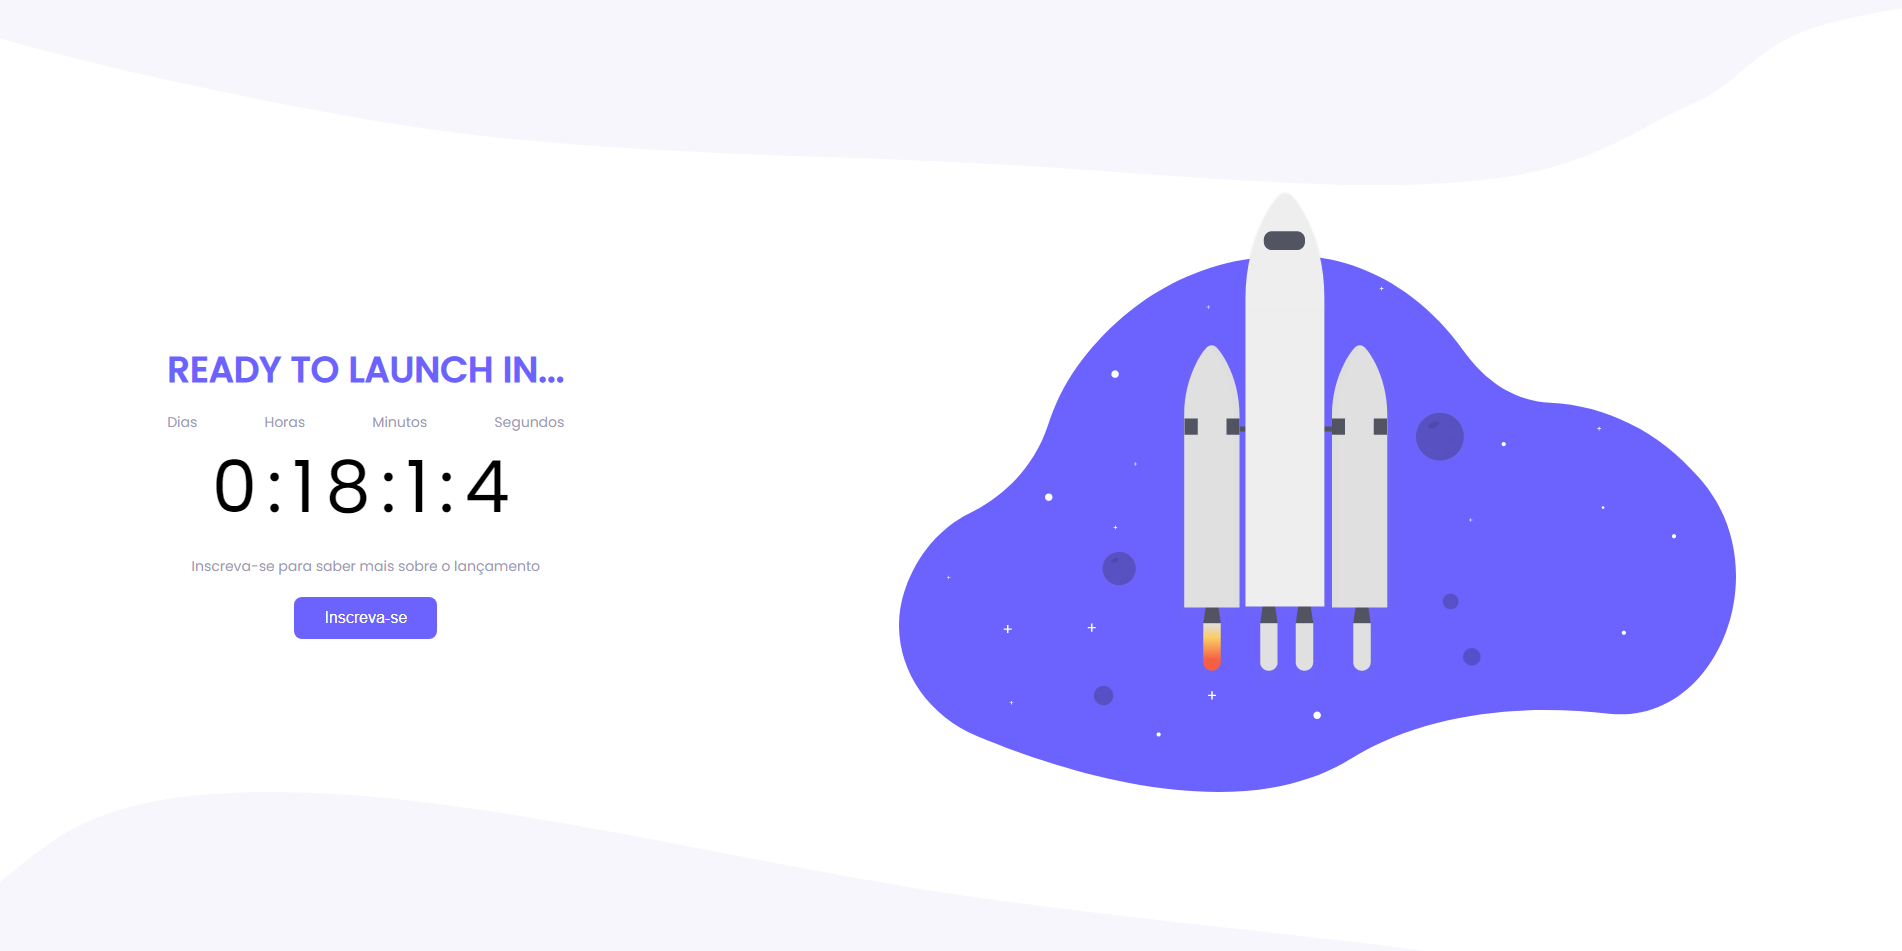 READY TO LAUNCH IN...
Dias Horas Minutos Segundos
0:18:1:4
Inscreva-se para saber mais sobre o lançamento
Inscreva-se